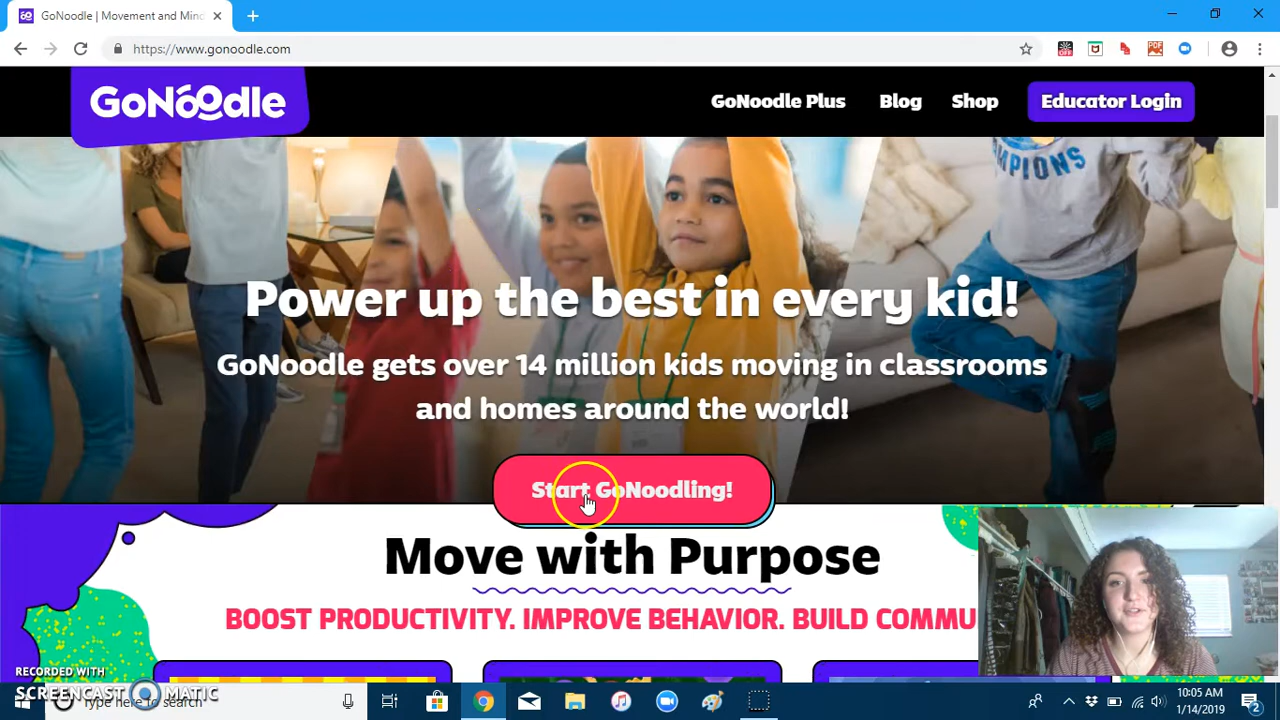 GoNoodle | Movement and Mind
https://www.gonoodle.com
GoNoodle
GoNoodle Plus
Blog
Shop
Educator Login
CHAMPIONS
Power up the best in every kid!
GoNoodle gets over 14 million kids moving in classrooms
and homes around the world!
Start GoNoodling!
Move with Purpose
BOOST PRODUCTIVITY. IMPROVE BEHAVIOR. BUILD COMMU
RECORDED WITH
SCREENCAST MATIC
Type here to search
10:05 AM
1/14/2019
2